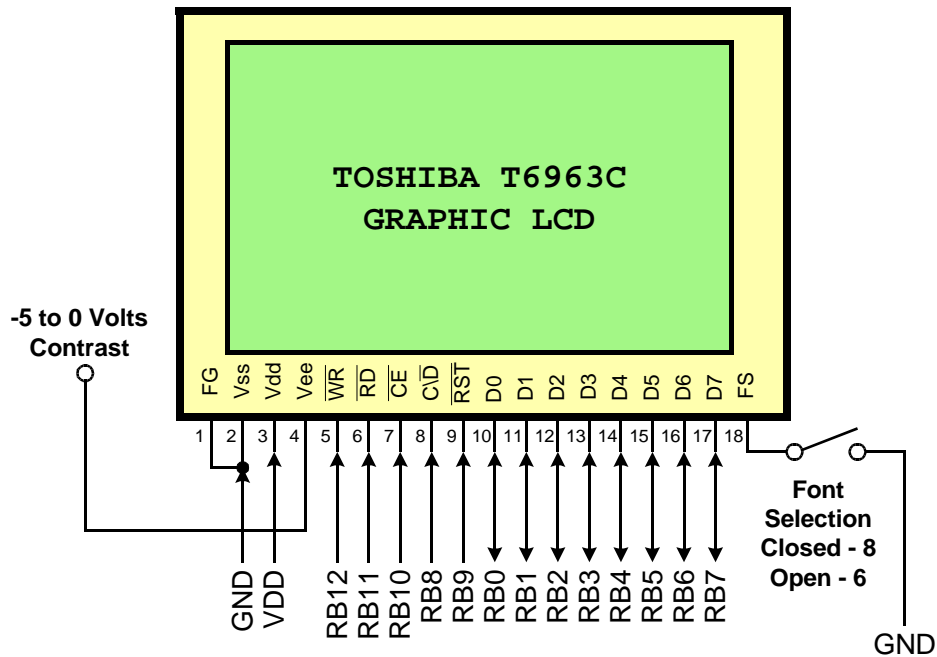 TOSHIBA T6963C
GRAPHIC LCD
-5 to 0 Volts
Contrast
FG
Vss
Vdd
Vee
WR
RD
CE
C\D
RST
D0
D1
D2
D3
D4
D5
D6
D7
FS
1 2 3 4 5 6 7 8 9 10 11 12 13 14 15 16 17 18
Font
Selection
Closed - 8
Open - 6
GND
VDD
RB12
RB11
RB10
RB8
RB9
RB0
RB1
RB2
RB3
RB4
RB5
RB6
RB7
GND